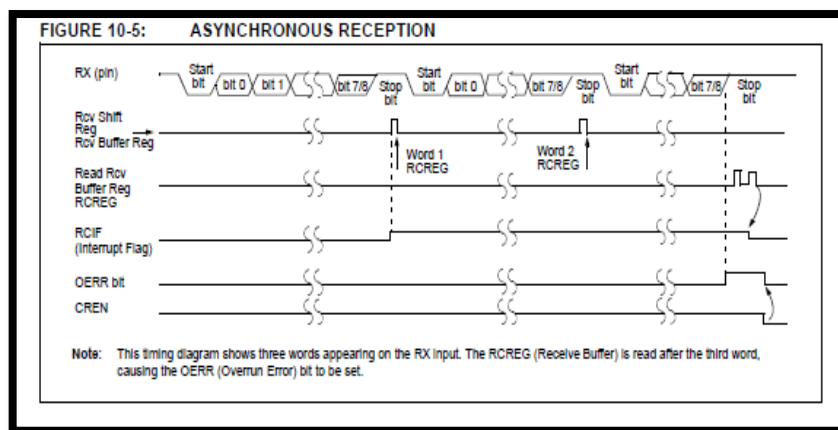 FIGURE 10-5: ASYNCHRONOUS RECEPTION
RX (pin)
Start bit
bit 0
bit 1
bit 7/8
Stop bit
Start bit
bit 0
bit 7/8
Stop bit
Start bit
bit 7/8
Stop bit
Rcv Shift
Reg
Rcv Buffer Reg
Word 1
RCREG
Word 2
RCREG
Read Rcv
Buffer Reg
RCREG
RCIF
(Interrupt Flag)
OERR bit
CREN
Note: This timing diagram shows three words appearing on the RX input. The RCREG (Receive Buffer) is read after the third word,
causing the OERR (Overrun Error) bit to be set.